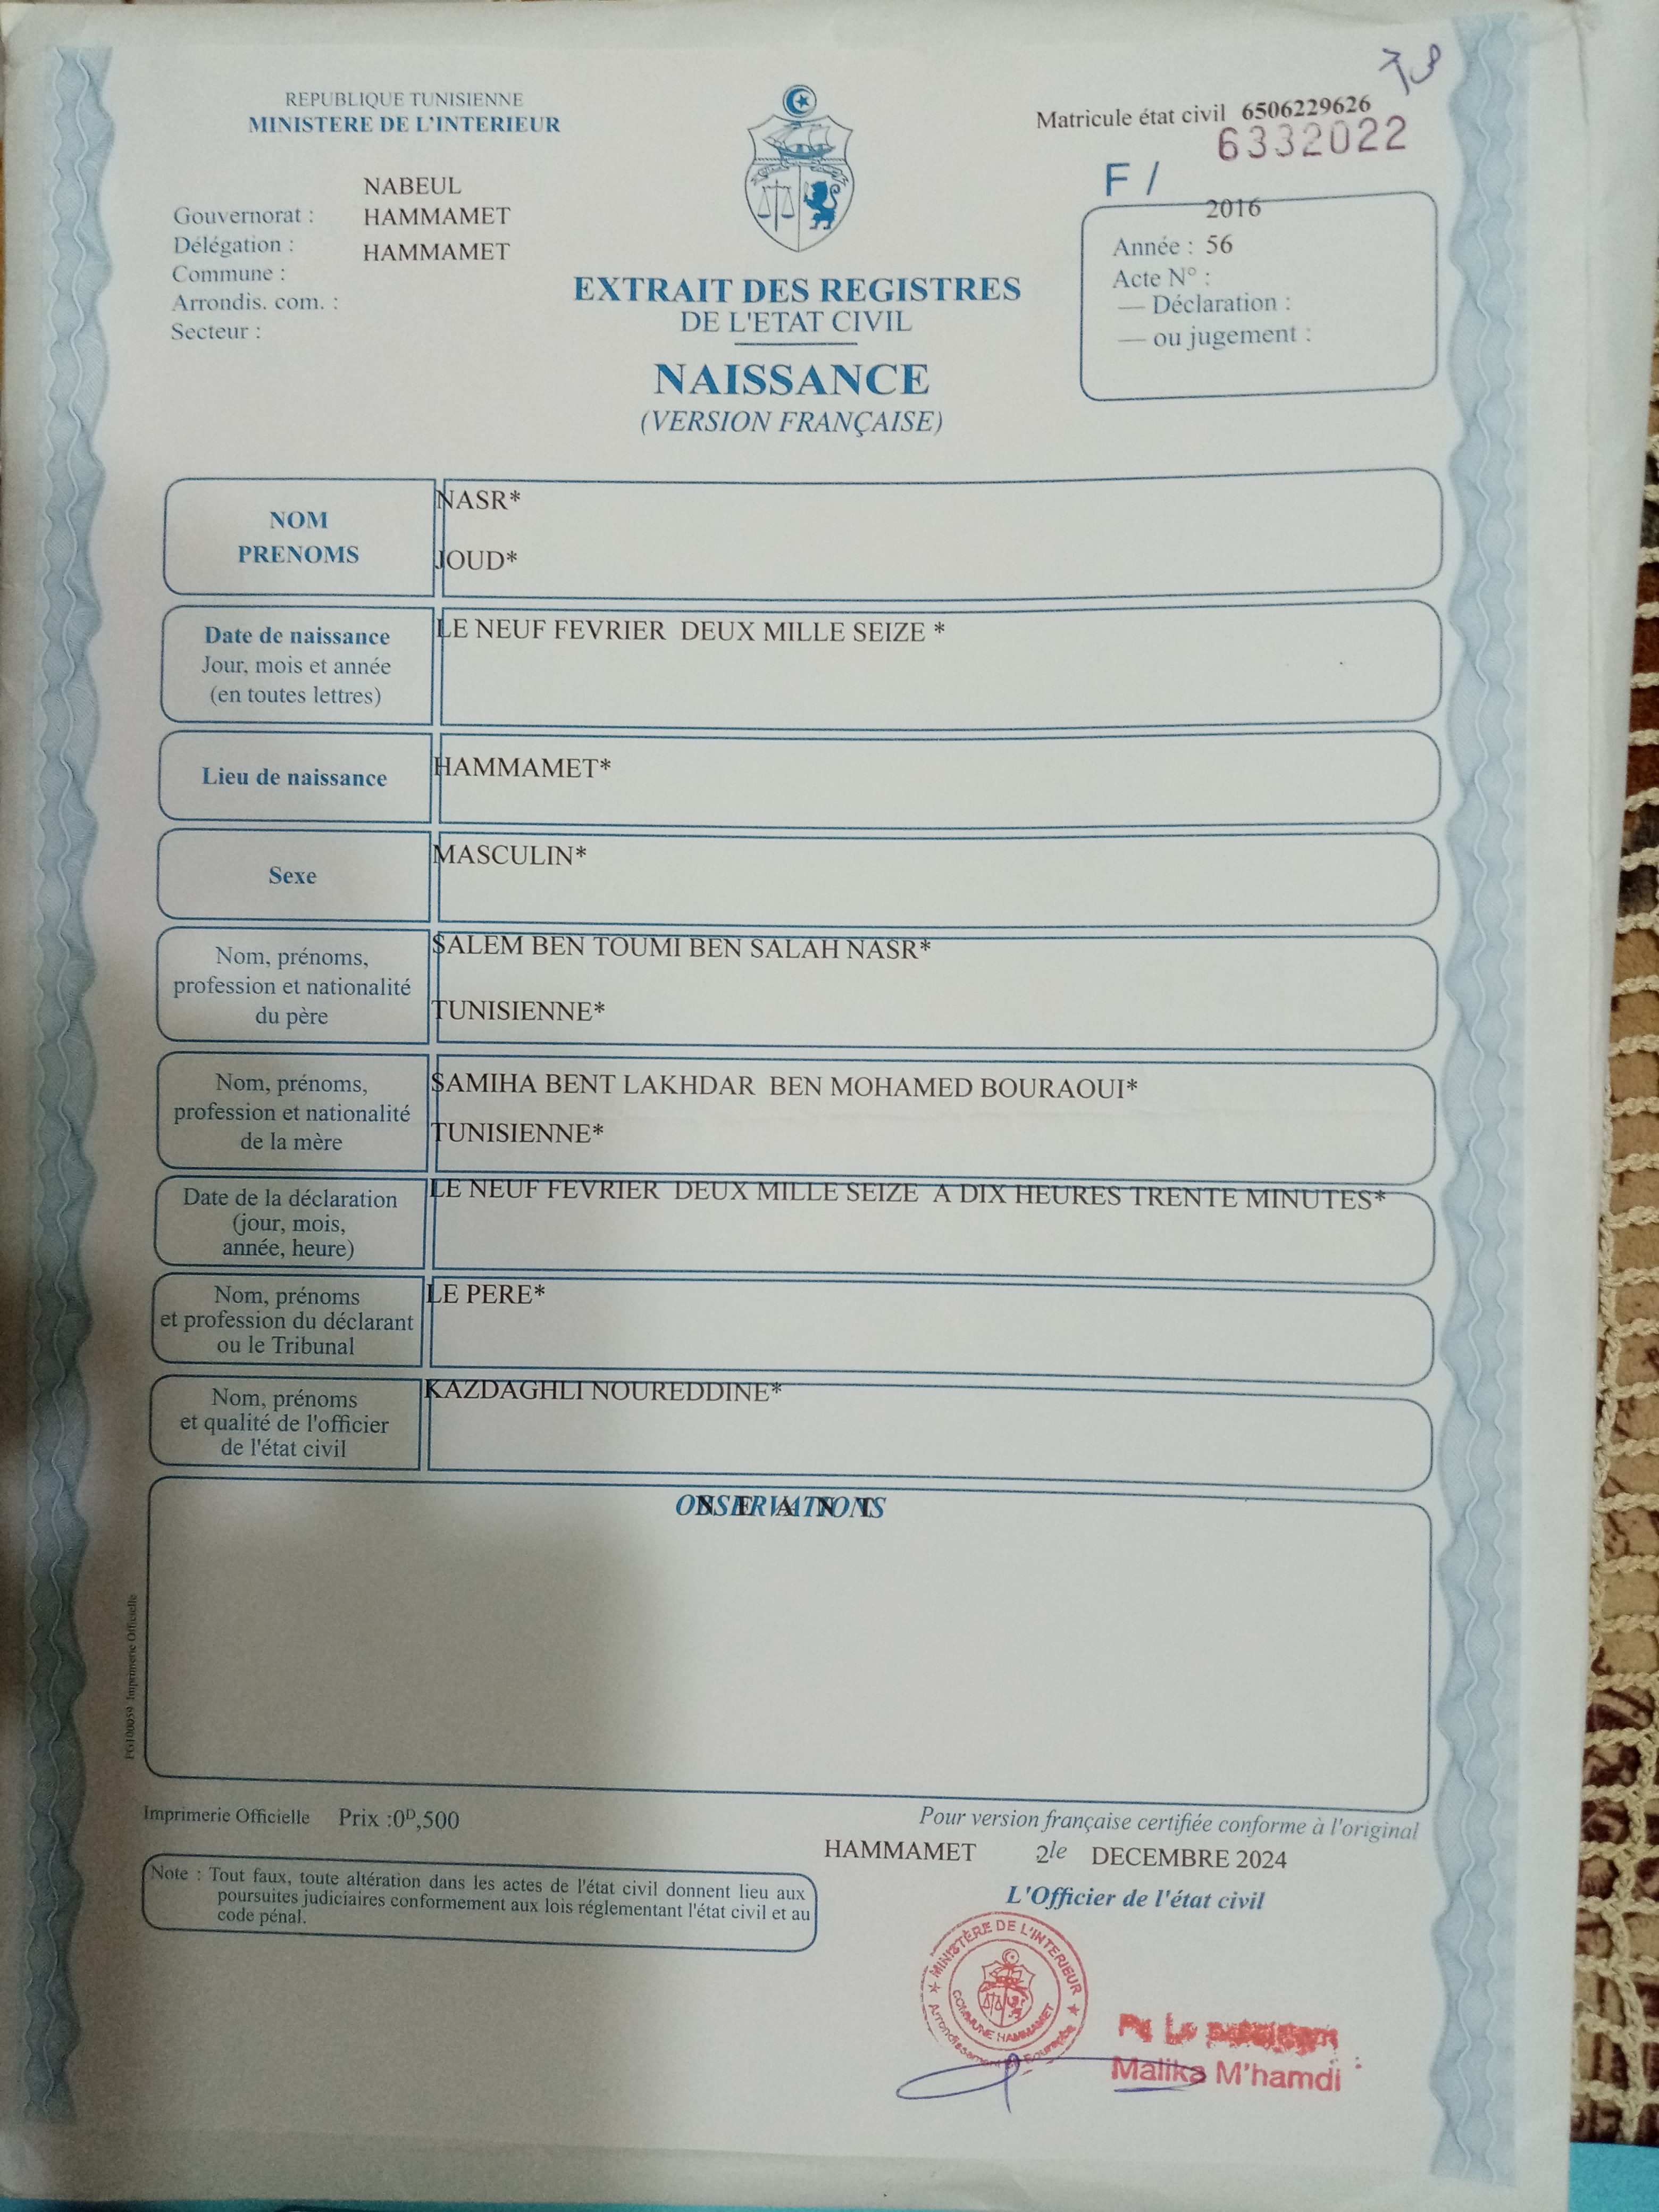 REPUBLIQUE TUNISIENNE
MINISTERE DE L'INTERIEUR
Matricule état civil 6506229626
6332022
F /
NABEUL
Gouvernorat : HAMMAMET
Délégation : HAMMAMET
Commune :
Arrondis. com. :
Secteur :
2016
Année : 56
Acte N° :
— Déclaration :
— ou jugement :
EXTRAIT DES REGISTRES
DE L'ETAT CIVIL
NAISSANCE
(VERSION FRANÇAISE)
NOM
PRENOMS
NASR*
JOUD*
Date de naissance
Jour, mois et année
(en toutes lettres)
LE NEUF FEVRIER DEUX MILLE SEIZE *
Lieu de naissance
HAMMAMET*
Sexe
MASCULIN*
Nom, prénoms,
profession et nationalité
du père
SALEM BEN TOUMI BEN SALAH NASR*
TUNISIENNE*
Nom, prénoms,
profession et nationalité
de la mère
SAMIHA BENT LAKHDAR BEN MOHAMED BOURAOUI*
TUNISIENNE*
Date de la déclaration
(jour, mois,
année, heure)
LE NEUF FEVRIER DEUX MILLE SEIZE A DIX HEURES TRENTE MINUTES*
Nom, prénoms
et profession du déclarant
ou le Tribunal
LE PERE*
Nom, prénoms
et qualité de l'officier
de l'état civil
KAZDAGHLI NOUREDDINE*
OBSERVATIONS
N E A N T
PG100059 Imprimerie Officielle
Imprimerie Officielle Prix :0ᴰ,500
Pour version française certifiée conforme à l'original
HAMMAMET 2le DECEMBRE 2024
L'Officier de l'état civil
Note : Tout faux, toute altération dans les actes de l'état civil donnent lieu aux
poursuites judiciaires conformement aux lois réglementant l'état civil et au
code pénal.
MINISTÈRE DE L'INTERIEUR
COMMUNE HAMMAMET
Arrondissement
Malika M'hamdi